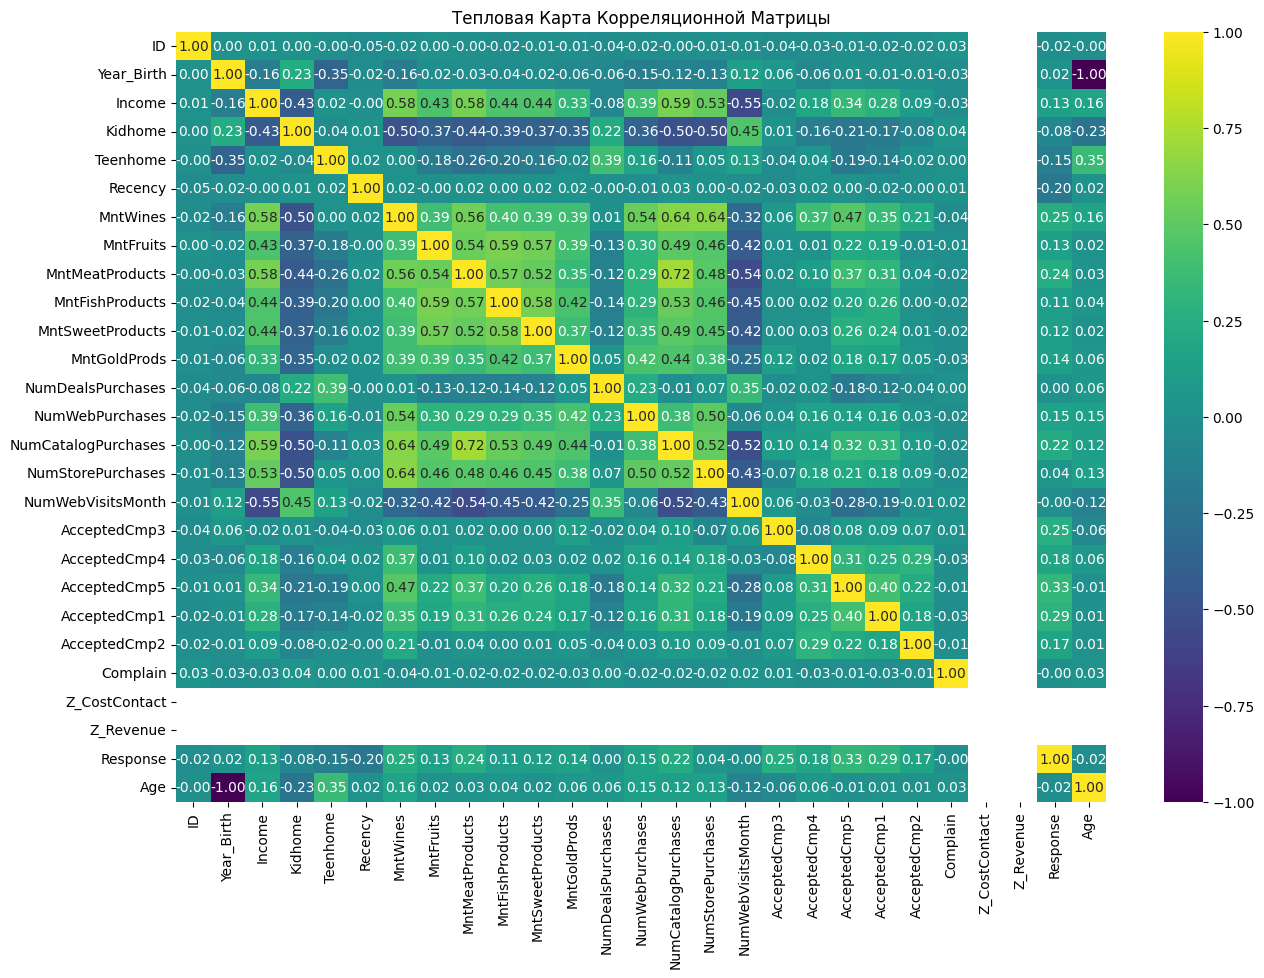 Тепловая Карта Корреляционной Матрицы
ID 1.00 0.00 0.01 0.00 -0.00 -0.05 -0.02 0.00 -0.00 -0.02 -0.01 -0.01 -0.04 -0.02 -0.00 -0.01 -0.01 -0.04 -0.03 -0.01 -0.02 -0.02 0.03 -0.02 -0.00
Year_Birth 0.00 1.00 -0.16 0.23 -0.35 -0.02 -0.16 -0.02 -0.03 -0.04 -0.02 -0.06 -0.06 -0.15 -0.12 -0.13 0.12 0.06 -0.06 0.01 -0.01 -0.01 -0.03 0.02 -1.00
Income 0.01 -0.16 1.00 -0.43 0.02 -0.00 0.58 0.43 0.58 0.44 0.44 0.33 -0.08 0.39 0.59 0.53 -0.55 -0.02 0.18 0.34 0.28 0.09 -0.03 0.13 0.16
Kidhome 0.00 0.23 -0.43 1.00 -0.04 0.01 -0.50 -0.37 -0.44 -0.39 -0.37 -0.35 0.22 -0.36 -0.50 -0.50 0.45 0.01 -0.16 -0.21 -0.17 -0.08 0.04 -0.08 -0.23
Teenhome -0.00 -0.35 0.02 -0.04 1.00 0.02 0.00 -0.18 -0.26 -0.20 -0.16 -0.02 0.39 0.16 -0.11 0.05 0.13 -0.04 0.04 -0.19 -0.14 -0.02 0.00 -0.15 0.35
Recency -0.05 -0.02 -0.00 0.01 0.02 1.00 0.02 -0.00 0.02 0.00 0.02 0.02 -0.00 -0.01 0.03 0.00 -0.02 -0.03 0.02 0.00 -0.02 -0.00 0.01 -0.20 0.02
MntWines -0.02 -0.16 0.58 -0.50 0.00 0.02 1.00 0.39 0.56 0.40 0.39 0.39 0.01 0.54 0.64 0.64 -0.32 0.06 0.37 0.47 0.35 0.21 -0.04 0.25 0.16
MntFruits 0.00 -0.02 0.43 -0.37 -0.18 -0.00 0.39 1.00 0.54 0.59 0.57 0.39 -0.13 0.30 0.49 0.46 -0.42 0.01 0.01 0.22 0.19 -0.01 -0.01 0.13 0.02
MntMeatProducts -0.00 -0.03 0.58 -0.44 -0.26 0.02 0.56 0.54 1.00 0.57 0.52 0.35 -0.12 0.29 0.72 0.48 -0.54 0.02 0.10 0.37 0.31 0.04 -0.02 0.24 0.03
MntFishProducts -0.02 -0.04 0.44 -0.39 -0.20 0.00 0.40 0.59 0.57 1.00 0.58 0.42 -0.14 0.29 0.53 0.46 -0.45 0.00 0.02 0.20 0.26 0.00 -0.02 0.11 0.04
MntSweetProducts -0.01 -0.02 0.44 -0.37 -0.16 0.02 0.39 0.57 0.52 0.58 1.00 0.37 -0.12 0.35 0.49 0.45 -0.42 0.00 0.03 0.26 0.24 0.01 -0.02 0.12 0.02
MntGoldProds -0.01 -0.06 0.33 -0.35 -0.02 0.02 0.39 0.39 0.35 0.42 0.37 1.00 0.05 0.42 0.44 0.38 -0.25 0.12 0.02 0.18 0.17 0.05 -0.03 0.14 0.06
NumDealsPurchases -0.04 -0.06 -0.08 0.22 0.39 -0.00 0.01 -0.13 -0.12 -0.14 -0.12 0.05 1.00 0.23 -0.01 0.07 0.35 -0.02 0.02 -0.18 -0.12 -0.04 0.00 0.00 0.06
NumWebPurchases -0.02 -0.15 0.39 -0.36 0.16 -0.01 0.54 0.30 0.29 0.29 0.35 0.42 0.23 1.00 0.38 0.50 -0.06 0.04 0.16 0.14 0.16 0.03 -0.02 0.15 0.15
NumCatalogPurchases -0.00 -0.12 0.59 -0.50 -0.11 0.03 0.64 0.49 0.72 0.53 0.49 0.44 -0.01 0.38 1.00 0.52 -0.52 0.10 0.14 0.32 0.31 0.10 -0.02 0.22 0.12
NumStorePurchases -0.01 -0.13 0.53 -0.50 0.05 0.00 0.64 0.46 0.48 0.46 0.45 0.38 0.07 0.50 0.52 1.00 -0.43 -0.07 0.18 0.21 0.18 0.09 -0.02 0.04 0.13
NumWebVisitsMonth -0.01 0.12 -0.55 0.45 0.13 -0.02 -0.32 -0.42 -0.54 -0.45 -0.42 -0.25 0.35 -0.06 -0.52 -0.43 1.00 0.06 -0.03 -0.28 -0.19 -0.01 0.02 -0.00 -0.12
AcceptedCmp3 -0.04 0.06 -0.02 0.01 -0.04 -0.03 0.06 0.01 0.02 0.00 0.00 0.12 -0.02 0.04 0.10 -0.07 0.06 1.00 -0.08 0.08 0.09 0.07 0.01 0.25 -0.06
AcceptedCmp4 -0.03 -0.06 0.18 -0.16 0.04 0.02 0.37 0.01 0.10 0.02 0.03 0.02 0.02 0.16 0.14 0.18 -0.03 -0.08 1.00 0.31 0.25 0.29 -0.03 0.18 0.06
AcceptedCmp5 -0.01 0.01 0.34 -0.21 -0.19 0.00 0.47 0.22 0.37 0.20 0.26 0.18 -0.18 0.14 0.32 0.21 -0.28 0.08 0.31 1.00 0.40 0.22 -0.01 0.33 -0.01
AcceptedCmp1 -0.02 -0.01 0.28 -0.17 -0.14 -0.02 0.35 0.19 0.31 0.26 0.24 0.17 -0.12 0.16 0.31 0.18 -0.19 0.09 0.25 0.40 1.00 0.18 -0.03 0.29 0.01
AcceptedCmp2 -0.02 -0.01 0.09 -0.08 -0.02 -0.00 0.21 -0.01 0.04 0.00 0.01 0.05 -0.04 0.03 0.10 0.09 -0.01 0.07 0.29 0.22 0.18 1.00 -0.01 0.17 0.01
Complain 0.03 -0.03 -0.03 0.04 0.00 0.01 -0.04 -0.01 -0.02 -0.02 -0.02 -0.03 0.00 -0.02 -0.02 -0.02 0.02 0.01 -0.03 -0.01 -0.03 -0.01 1.00 -0.00 0.03
Z_CostContact
Z_Revenue
Response -0.02 0.02 0.13 -0.08 -0.15 -0.20 0.25 0.13 0.24 0.11 0.12 0.14 0.00 0.15 0.22 0.04 -0.00 0.25 0.18 0.33 0.29 0.17 -0.00 1.00 -0.02
Age -0.00 -1.00 0.16 -0.23 0.35 0.02 0.16 0.02 0.03 0.04 0.02 0.06 0.06 0.15 0.12 0.13 -0.12 -0.06 0.06 -0.01 0.01 0.01 0.03 -0.02 1.00
ID
Year_Birth
Income
Kidhome
Teenhome
Recency
MntWines
MntFruits
MntMeatProducts
MntFishProducts
MntSweetProducts
MntGoldProds
NumDealsPurchases
NumWebPurchases
NumCatalogPurchases
NumStorePurchases
NumWebVisitsMonth
AcceptedCmp3
AcceptedCmp4
AcceptedCmp5
AcceptedCmp1
AcceptedCmp2
Complain
Z_CostContact
Z_Revenue
Response
Age
1.00
0.75
0.50
0.25
0.00
−0.25
−0.50
−0.75
−1.00